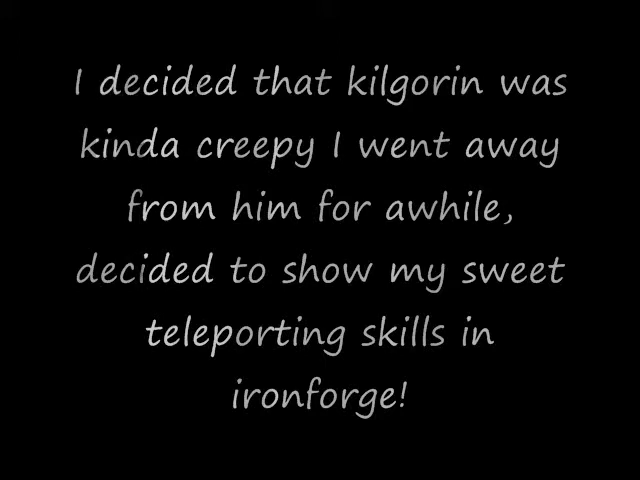 I decided that kilgorin was
kinda creepy I went away
from him for awhile,
decided to show my sweet
teleporting skills in
ironforge!